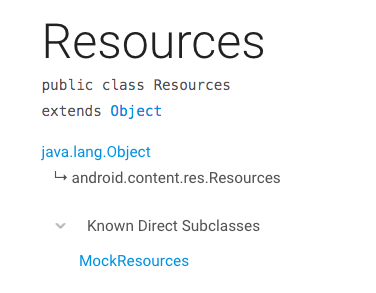 Resources
public class Resources
extends Object
java.lang.Object
↳ android.content.res.Resources
Known Direct Subclasses
MockResources